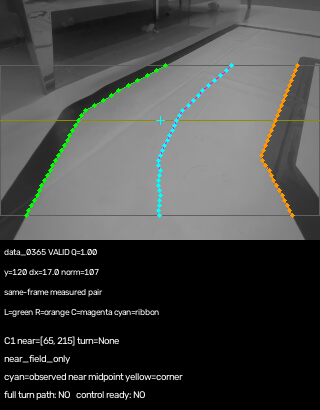 data_0365 VALID Q=1.00
y=120 dx=17.0 norm=107
same-frame measured pair
L=green R=orange C=magenta cyan=ribbon
C1 near=[65, 215] turn=None
near_field_only
cyan=observed near midpoint yellow=corner
full turn path: NO control ready: NO